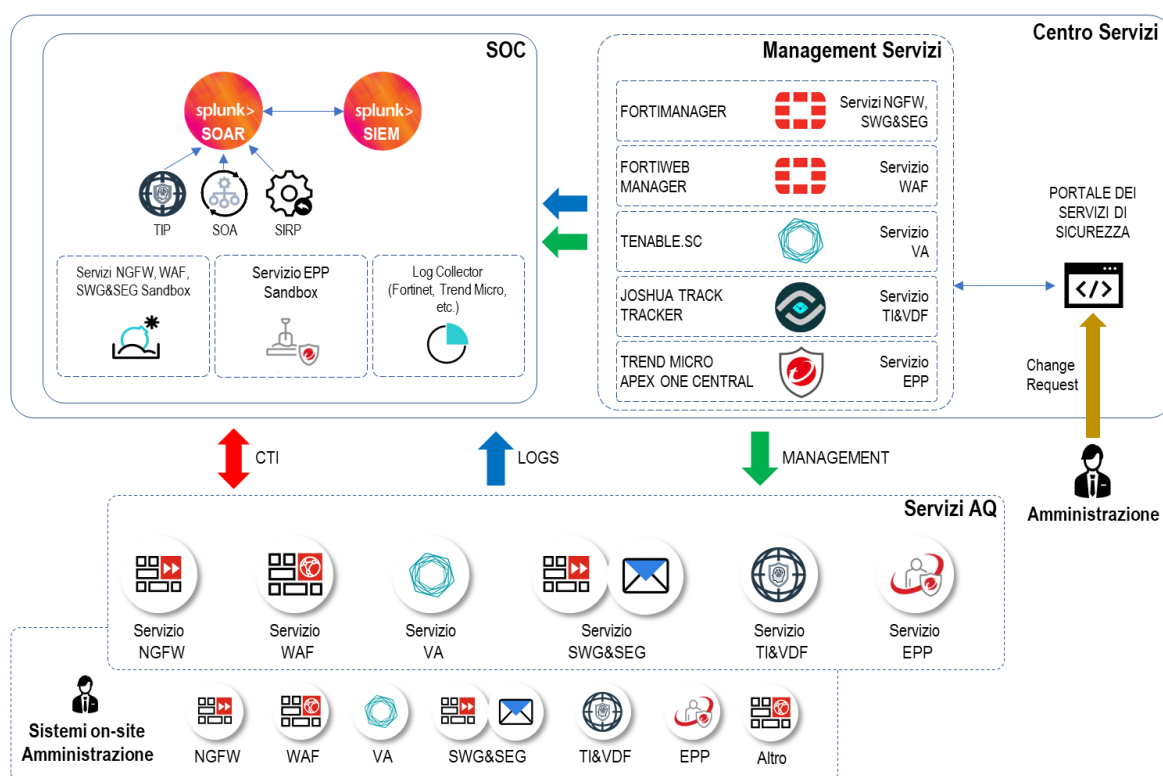 Centro Servizi
SOC
splunk>
SOAR
splunk>
SIEM
TIP
SOA
SIRP
Servizi NGFW, WAF,
SWG&SEG Sandbox
Servizio EPP
Sandbox
Log Collector
(Fortinet, Trend Micro,
etc.)
Management Servizi
FORTIMANAGER
Servizi NGFW,
SWG&SEG
FORTIWEB
MANAGER
Servizio
WAF
TENABLE.SC
Servizio
VA
JOSHUA TRACK
TRACKER
Servizio
TI&VDF
TREND MICRO
APEX ONE CENTRAL
Servizio
EPP
PORTALE DEI
SERVIZI DI
SICUREZZA
</>
Change
Request
Amministrazione
CTI
LOGS
MANAGEMENT
Servizi AQ
Servizio
NGFW
Servizio
WAF
Servizio
VA
Servizio
SWG&SEG
Servizio
TI&VDF
Servizio
EPP
Sistemi on-site
Amministrazione
NGFW
WAF
VA
SWG&SEG
TI&VDF
EPP
Altro